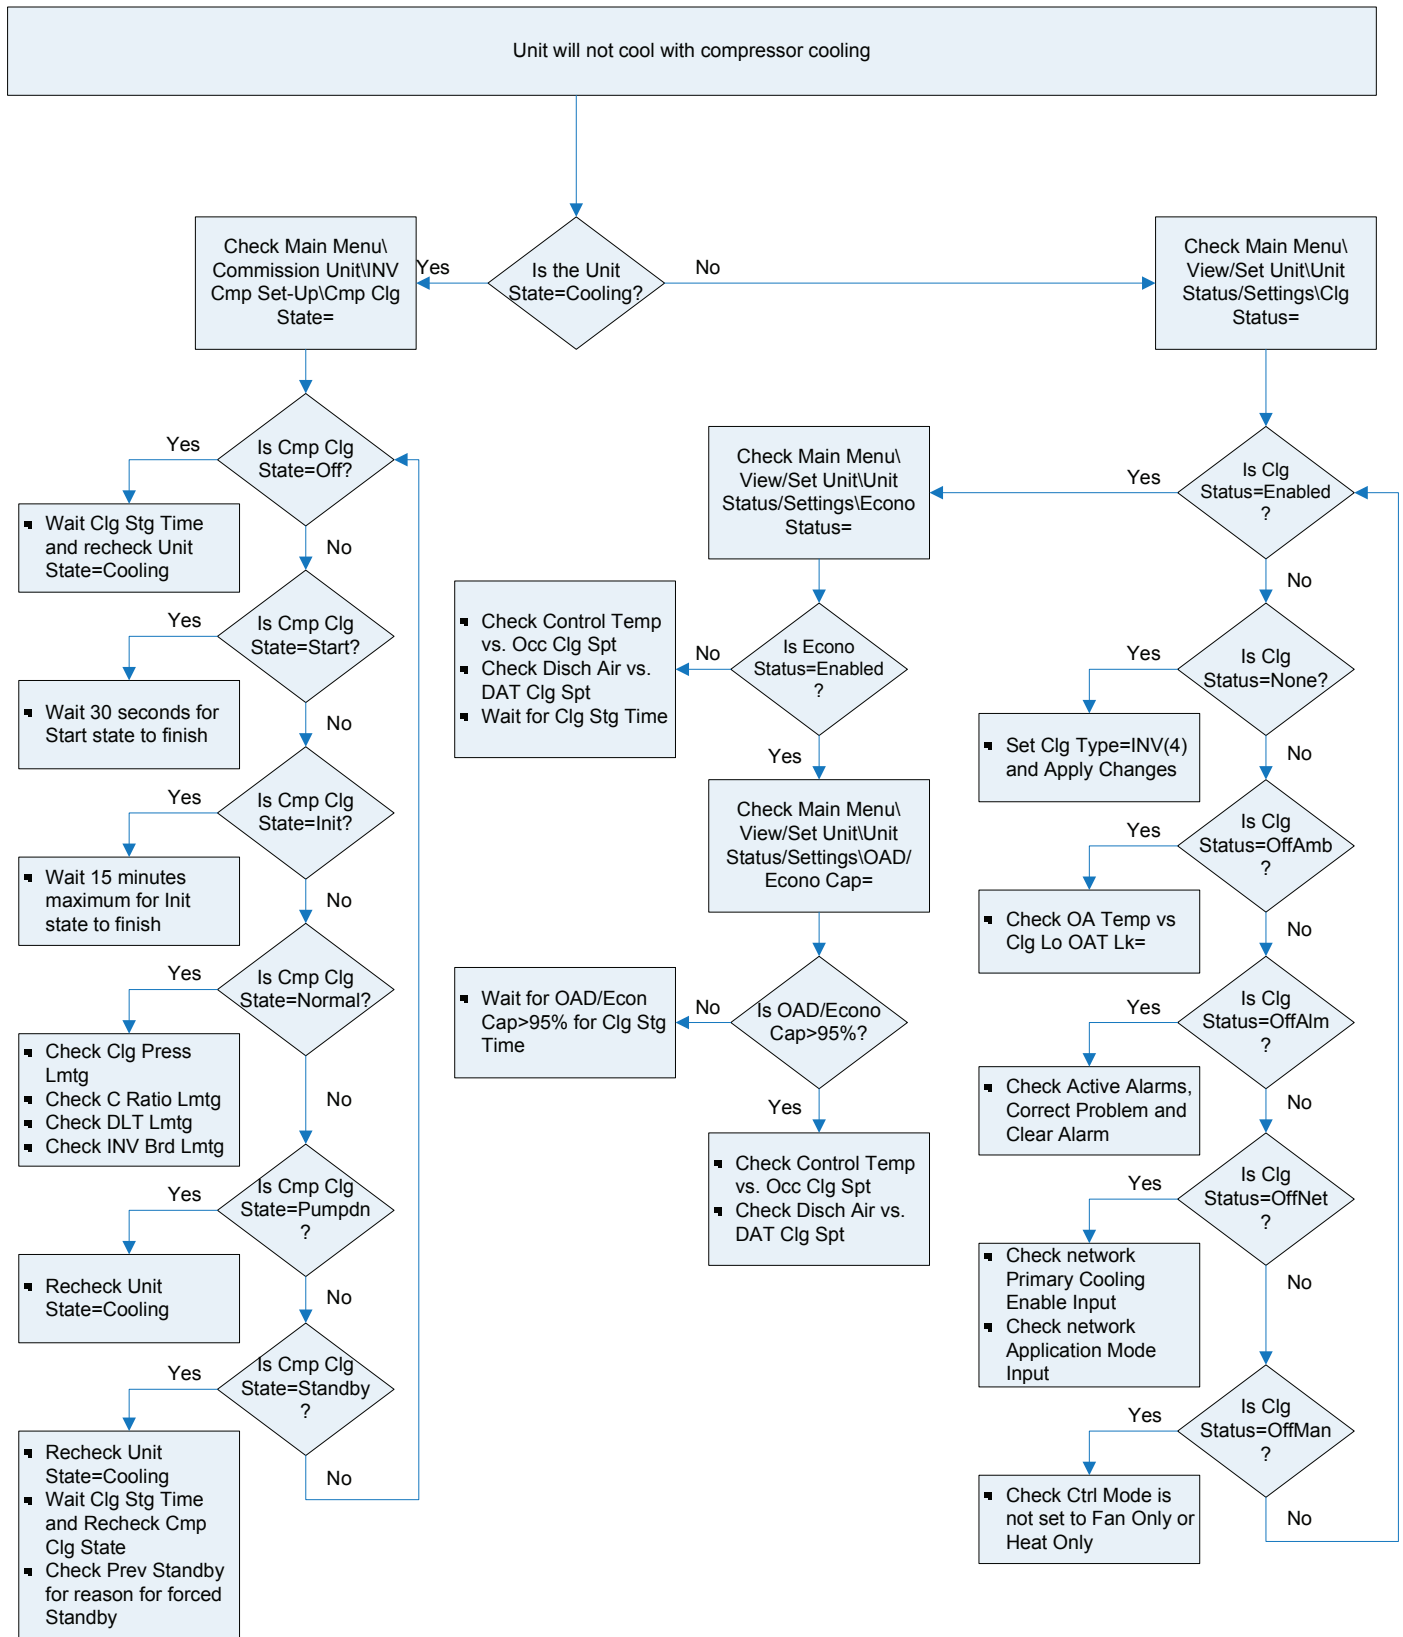 Unit will not cool with compressor cooling
Check Main Menu\
Commission Unit\INV
Cmp Set-Up\Cmp Clg
State=
Yes
Is the Unit
State=Cooling?
No
Check Main Menu\
View/Set Unit\Unit
Status/Settings\Clg
Status=
Is Cmp Clg
State=Off?
Yes
No
Wait Clg Stg Time
and recheck Unit
State=Cooling
Is Cmp Clg
State=Start?
Yes
No
Wait 30 seconds for
Start state to finish
Is Cmp Clg
State=Init?
Yes
No
Wait 15 minutes
maximum for Init
state to finish
Is Cmp Clg
State=Normal?
Yes
No
Check Clg Press
Lmtg
Check C Ratio Lmtg
Check DLT Lmtg
Check INV Brd Lmtg
Is Cmp Clg
State=Pumpdn
?
Yes
No
Recheck Unit
State=Cooling
Is Cmp Clg
State=Standby
?
Yes
No
Recheck Unit
State=Cooling
Wait Clg Stg Time
and Recheck Cmp
Clg State
Check Prev Standby
for reason for forced
Standby
Check Main Menu\
View/Set Unit\Unit
Status/Settings\Econo
Status=
Is Econo
Status=Enabled
?
No
Yes
Check Control Temp
vs. Occ Clg Spt
Check Disch Air vs.
DAT Clg Spt
Wait for Clg Stg Time
Check Main Menu\
View/Set Unit\Unit
Status/Settings\OAD/
Econo Cap=
Is OAD/Econo
Cap>95%?
No
Yes
Wait for OAD/Econ
Cap>95% for Clg Stg
Time
Check Control Temp
vs. Occ Clg Spt
Check Disch Air vs.
DAT Clg Spt
Is Clg
Status=Enabled
?
Yes
No
Is Clg
Status=None?
Yes
No
Set Clg Type=INV(4)
and Apply Changes
Is Clg
Status=OffAmb
?
Yes
No
Check OA Temp vs
Clg Lo OAT Lk=
Is Clg
Status=OffAlm
?
Yes
No
Check Active Alarms,
Correct Problem and
Clear Alarm
Is Clg
Status=OffNet
?
Yes
No
Check network
Primary Cooling
Enable Input
Check network
Application Mode
Input
Is Clg
Status=OffMan
?
Yes
No
Check Ctrl Mode is
not set to Fan Only or
Heat Only